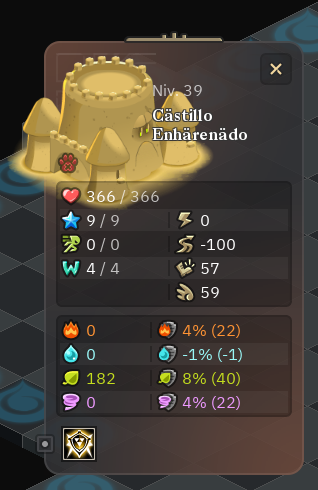 Niv. 39
Cästillo
Enhärenädo
366 / 366
9 / 9 0
0 / 0 -100
4 / 4 57
59
0 4% (22)
0 -1% (-1)
182 8% (40)
0 4% (22)